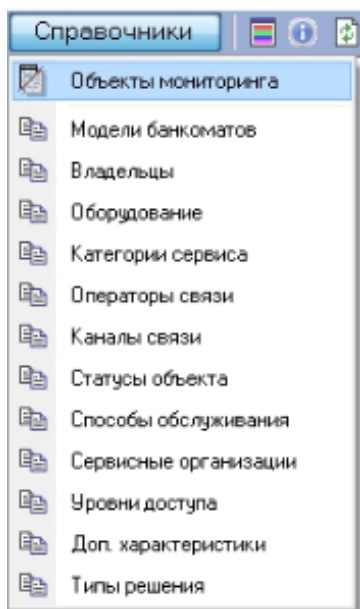 Справочники
Объекты мониторинга
Модели банкоматов
Владельцы
Оборудование
Категории сервиса
Операторы связи
Каналы связи
Статусы объекта
Способы обслуживания
Сервисные организации
Уровни доступа
Доп. характеристики
Типы решения